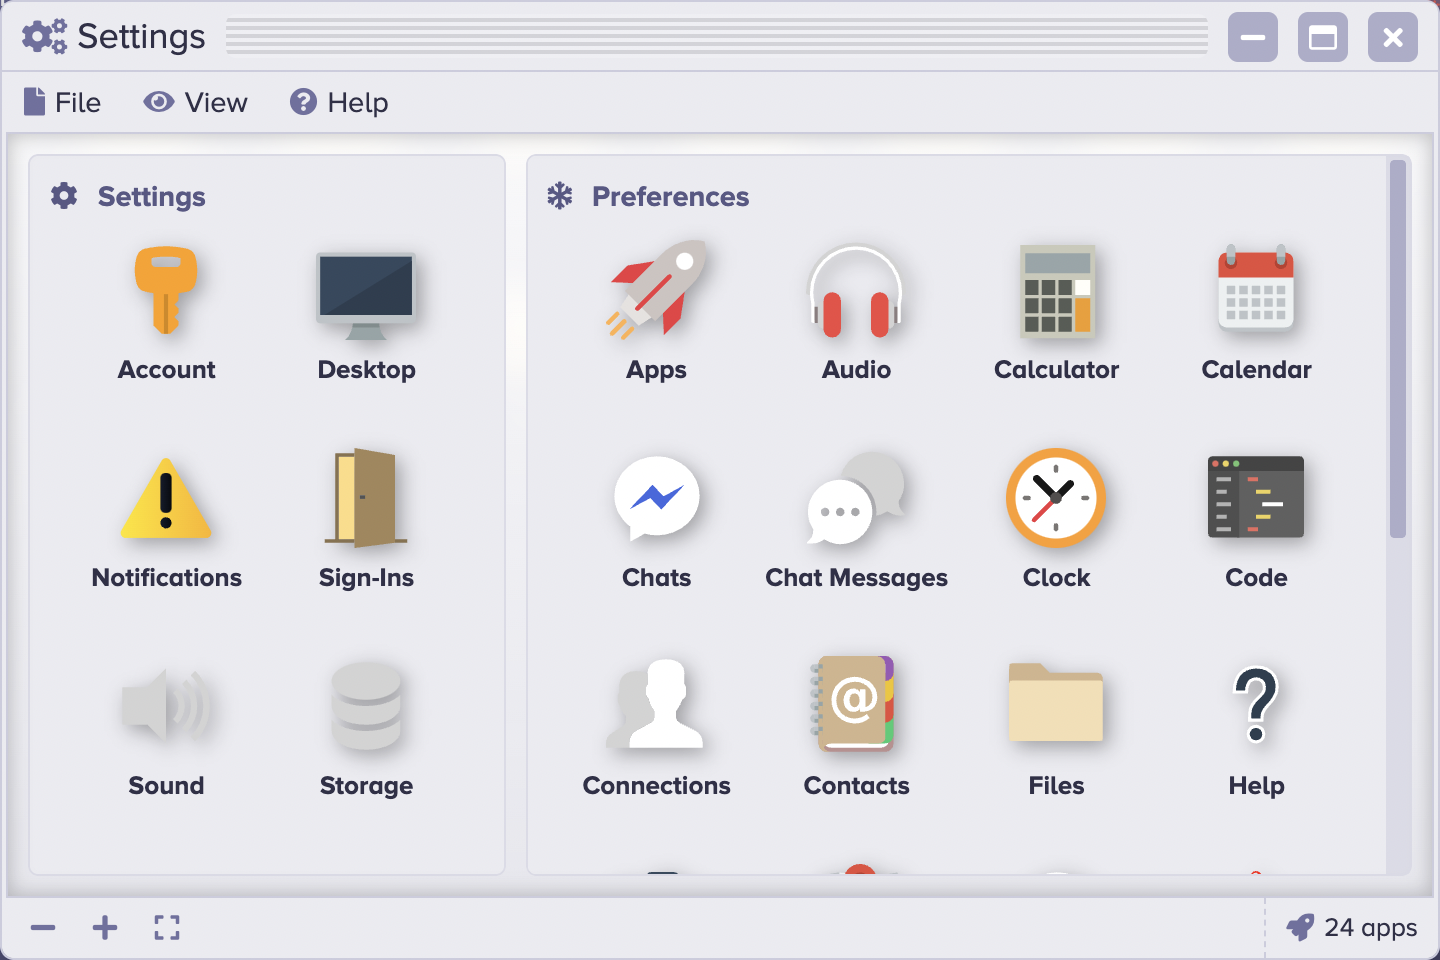 Settings
File View Help
Settings
Account Desktop
Notifications Sign-Ins
Sound Storage
Preferences
Apps Audio Calculator Calendar
Chats Chat Messages Clock Code
Connections Contacts Files Help
24 apps